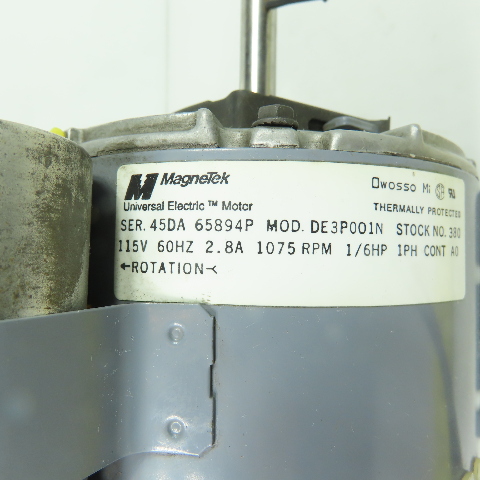 MagneTek
Universal Electric ™ Motor
Owosso Mi
THERMALLY PROTECTED
SER. 45DA 65894P MOD. DE3P001N STOCK NO. 380
115V 60HZ 2.8A 1075 RPM 1/6HP 1PH CONT AO
←ROTATION≺